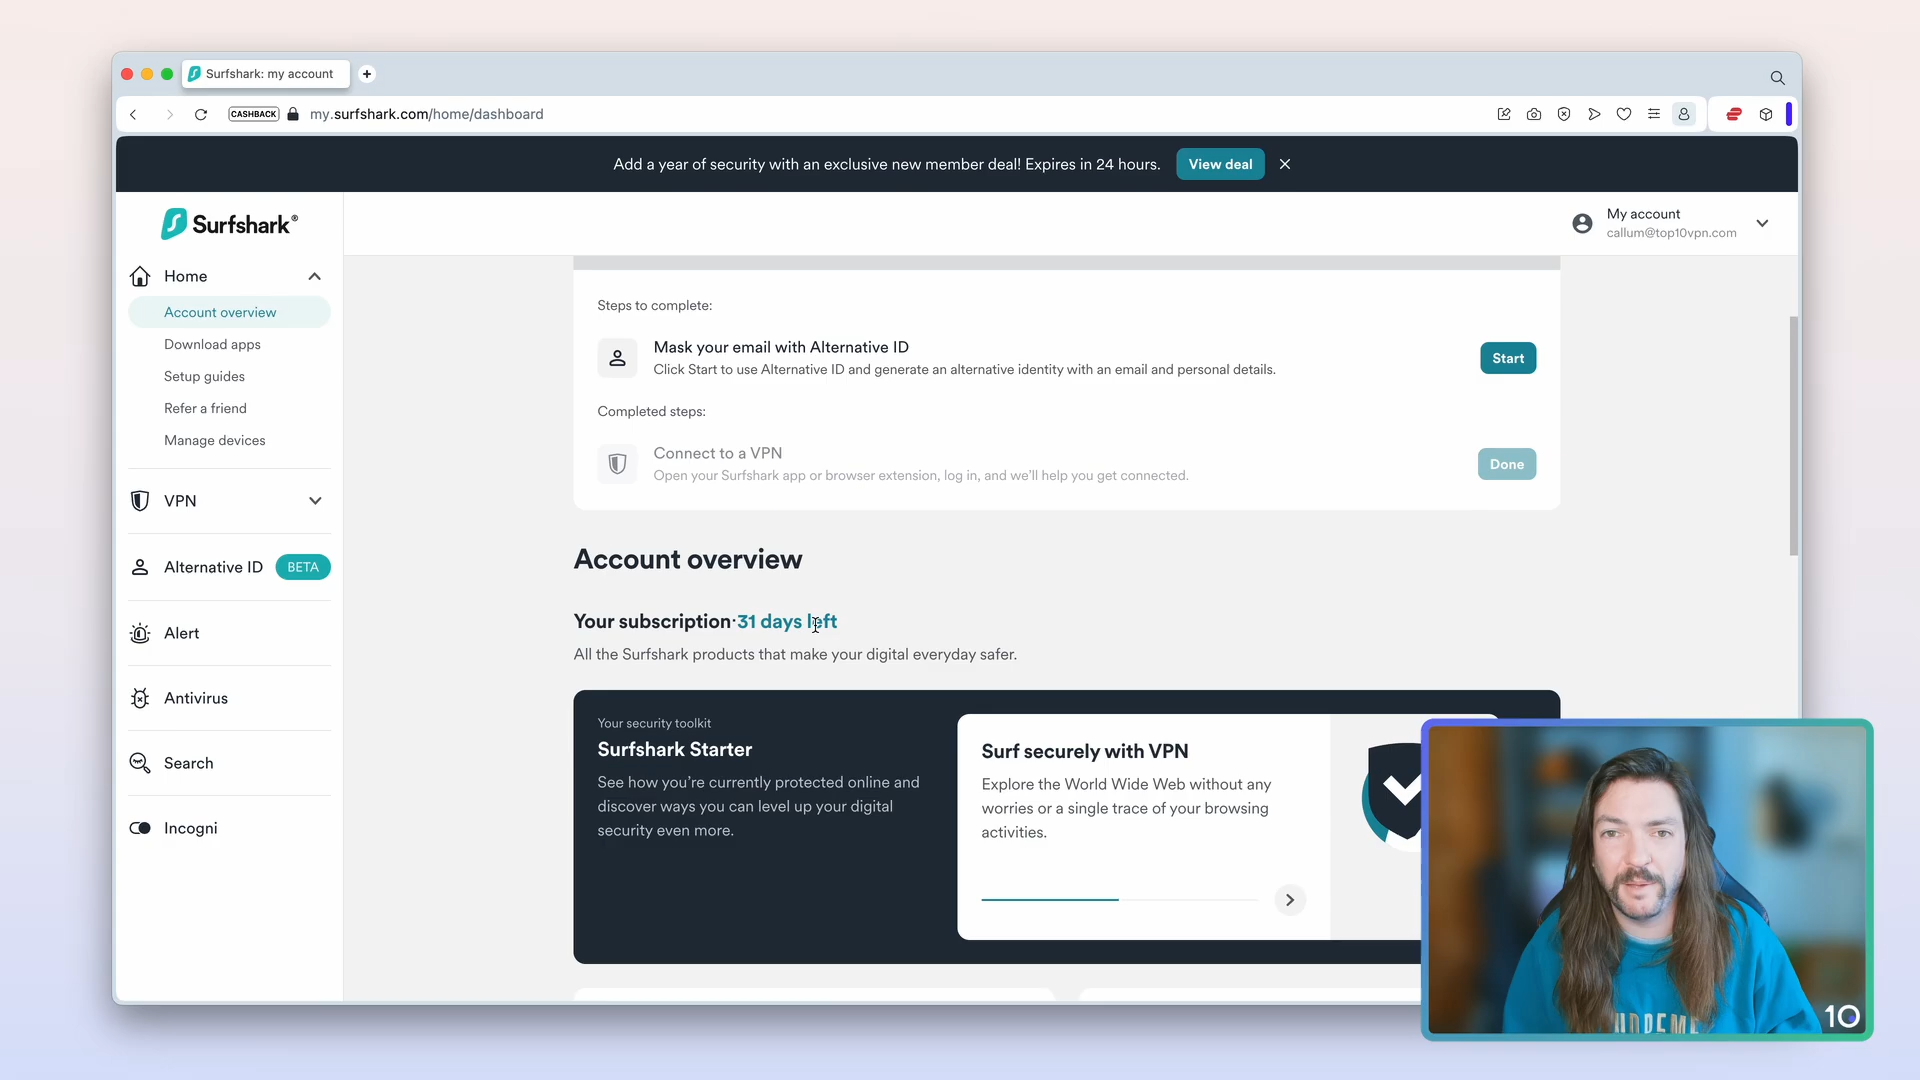 Surfshark: my account
CASHBACK
my.surfshark.com/home/dashboard
Add a year of security with an exclusive new member deal! Expires in 24 hours.
View deal
Surfshark®
My account
callum@top10vpn.com
Home
Account overview
Download apps
Setup guides
Refer a friend
Manage devices
VPN
Alternative ID
BETA
Alert
Antivirus
Search
Incogni
Steps to complete:
Mask your email with Alternative ID
Click Start to use Alternative ID and generate an alternative identity with an email and personal details.
Start
Completed steps:
Connect to a VPN
Open your Surfshark app or browser extension, log in, and we'll help you get connected.
Done
Account overview
Your subscription·31 days left
All the Surfshark products that make your digital everyday safer.
Your security toolkit
Surfshark Starter
See how you're currently protected online and
discover ways you can level up your digital
security even more.
Surf securely with VPN
Explore the World Wide Web without any
worries or a single trace of your browsing
activities.
10